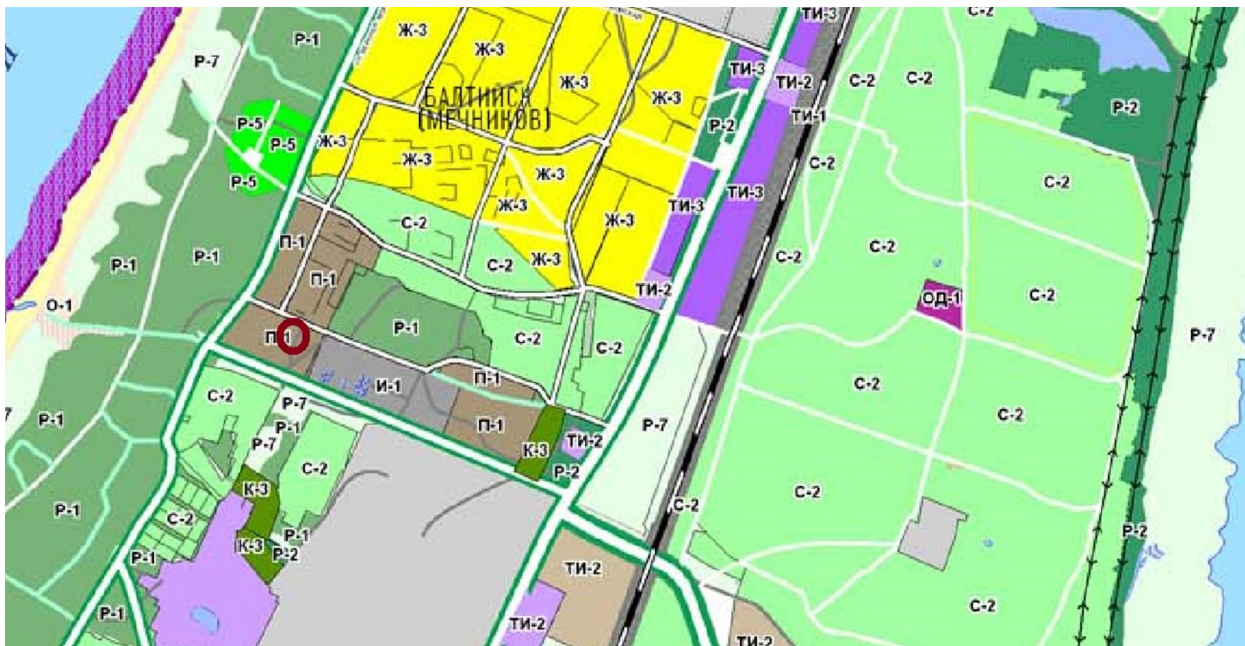 С-2
ТИ-3
Р-1
Ж-3
Ж-3
Ж-3
Р-7
ТИ-3
ТИ-2
С-2
С-2
БАЛТИЙСК
(МЕЧНИКОВ)
Ж-3
Р-2
ТИ-1
Р-2
Р-5
Р-5
Ж-3
Ж-3
Ж-3
С-2
С-2
Р-5
ТИ-3
ТИ-3
Ж-3
С-2
С-2
П-1
Р-1
Р-1
С-2
Ж-3
С-2
П-1
ТИ-2
ОД-1
С-2
О-1
П-1
Р-1
С-2
С-2
Р-7
И-1
П-1
С-2
С-2
Р-7
С-2
Р-7
Р-1
Р-1
П-1
Р-7
ТИ-2
Р-7
К-3
С-2
Р-2
К-3
С-2
С-2
Р-1
С-2
Р-1
Р-2
К-3
Р-2
Р-1
ТИ-2
Р-1
С-2
ТИ-2
ТИ-2